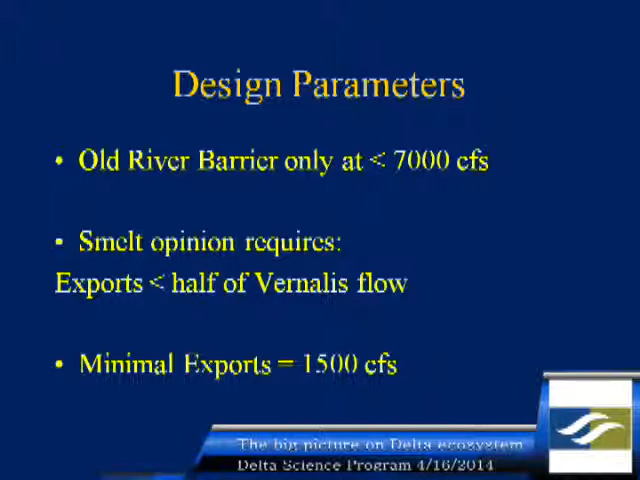 Design Parameters
• Old River Barrier only at < 7000 cfs
• Smelt opinion requires:
Exports < half of Vernalis flow
• Minimal Exports = 1500 cfs
The big picture on Delta ecosystem
Delta Science Program 4/16/2014